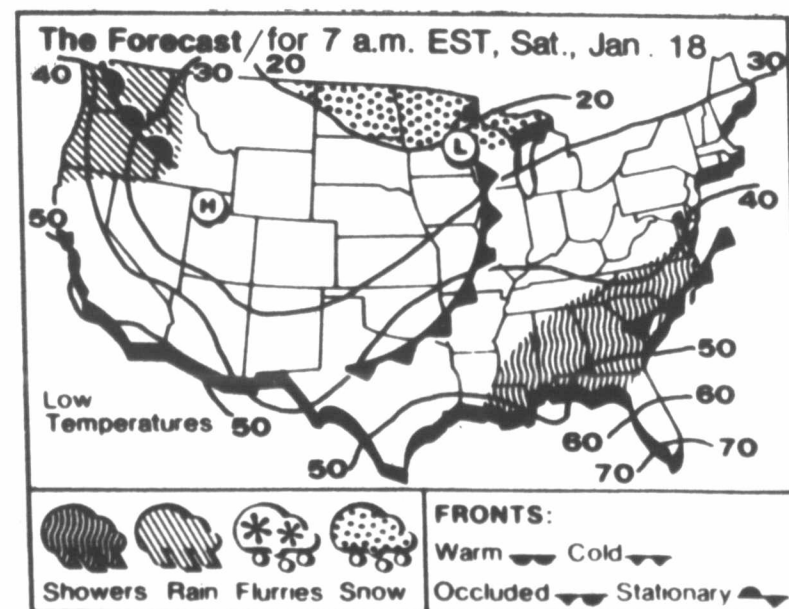 The Forecast/for 7 a.m. EST, Sat., Jan. 18
40
30
20
30
20
L
H
50
40
50
60
70
50
50
60
70
Low
Temperatures
Showers Rain Flurries Snow
FRONTS:
Warm Cold
Occluded Stationary